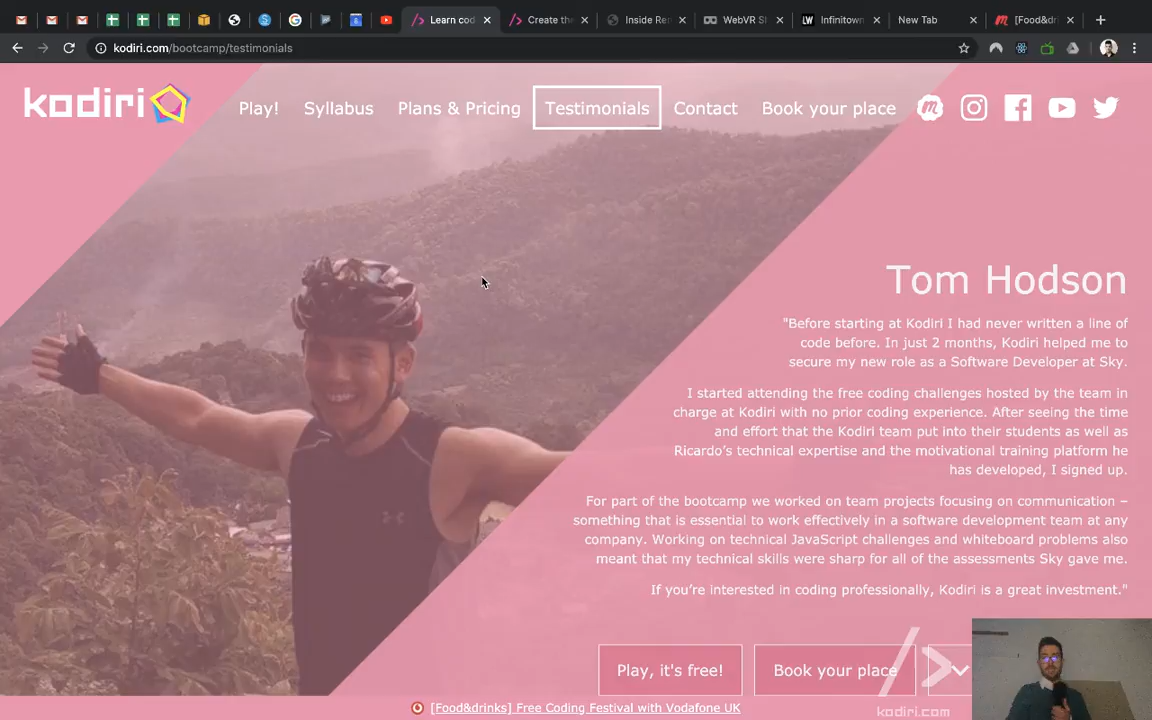 Learn cod
Create the
Inside Ren
WebVR Sh
Infinitown
New Tab
[Food&dri
kodiri.com/bootcamp/testimonials
kodiri
Play!
Syllabus
Plans & Pricing
Testimonials
Contact
Book your place
Tom Hodson
"Before starting at Kodiri I had never written a line of
code before. In just 2 months, Kodiri helped me to
secure my new role as a Software Developer at Sky.
I started attending the free coding challenges hosted by the team in
charge at Kodiri with no prior coding experience. After seeing the time
and effort that the Kodiri team put into their students as well as
Ricardo’s technical expertise and the motivational training platform he
has developed, I signed up.
For part of the bootcamp we worked on team projects focusing on communication –
something that is essential to work effectively in a software development team at any
company. Working on technical JavaScript challenges and whiteboard problems also
meant that my technical skills were sharp for all of the assessments Sky gave me.
If you’re interested in coding professionally, Kodiri is a great investment."
Play, it's free!
Book your place
[Food&drinks] Free Coding Festival with Vodafone UK
kodiri.com